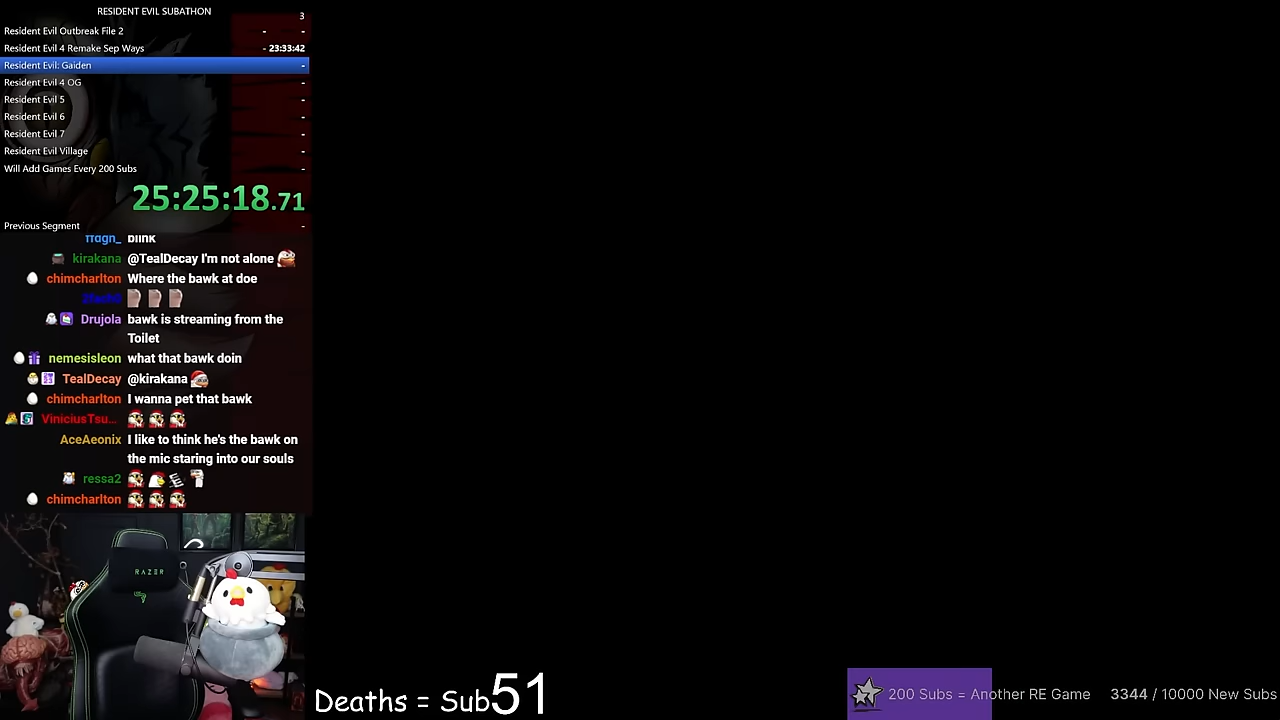 RESIDENT EVIL SUBATHON
3
Resident Evil Outbreak File 2 - -
Resident Evil 4 Remake Sep Ways - 23:33:42
Resident Evil: Gaiden -
Resident Evil 4 OG -
Resident Evil 5 -
Resident Evil 6 -
Resident Evil 7 -
Resident Evil Village -
Will Add Games Every 200 Subs -
25:25:18.71
Previous Segment -
blink
kirakana @TealDecay I'm not alone
chimcharlton Where the bawk at doe
Drujola bawk is streaming from the
Toilet
nemesisleon what that bawk doin
TealDecay @kirakana
chimcharlton I wanna pet that bawk
ViniciusTsu...
AceAeonix I like to think he's the bawk on
the mic staring into our souls
ressa2
chimcharlton
RAZER
Deaths = Sub51
200 Subs = Another RE Game 3344 / 10000 New Subs